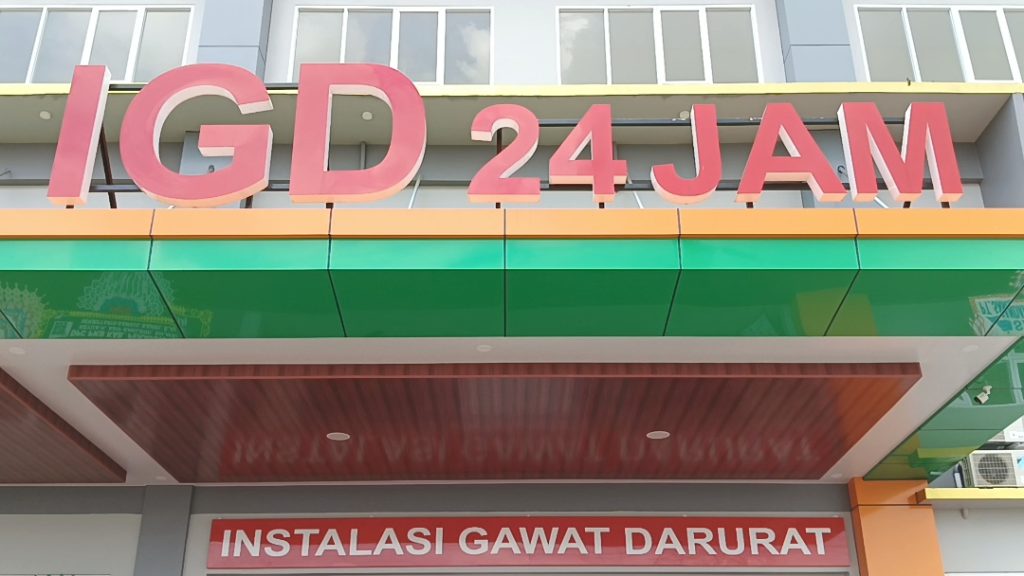 IGD 24 JAM
INSTALASI GAWAT DARURAT